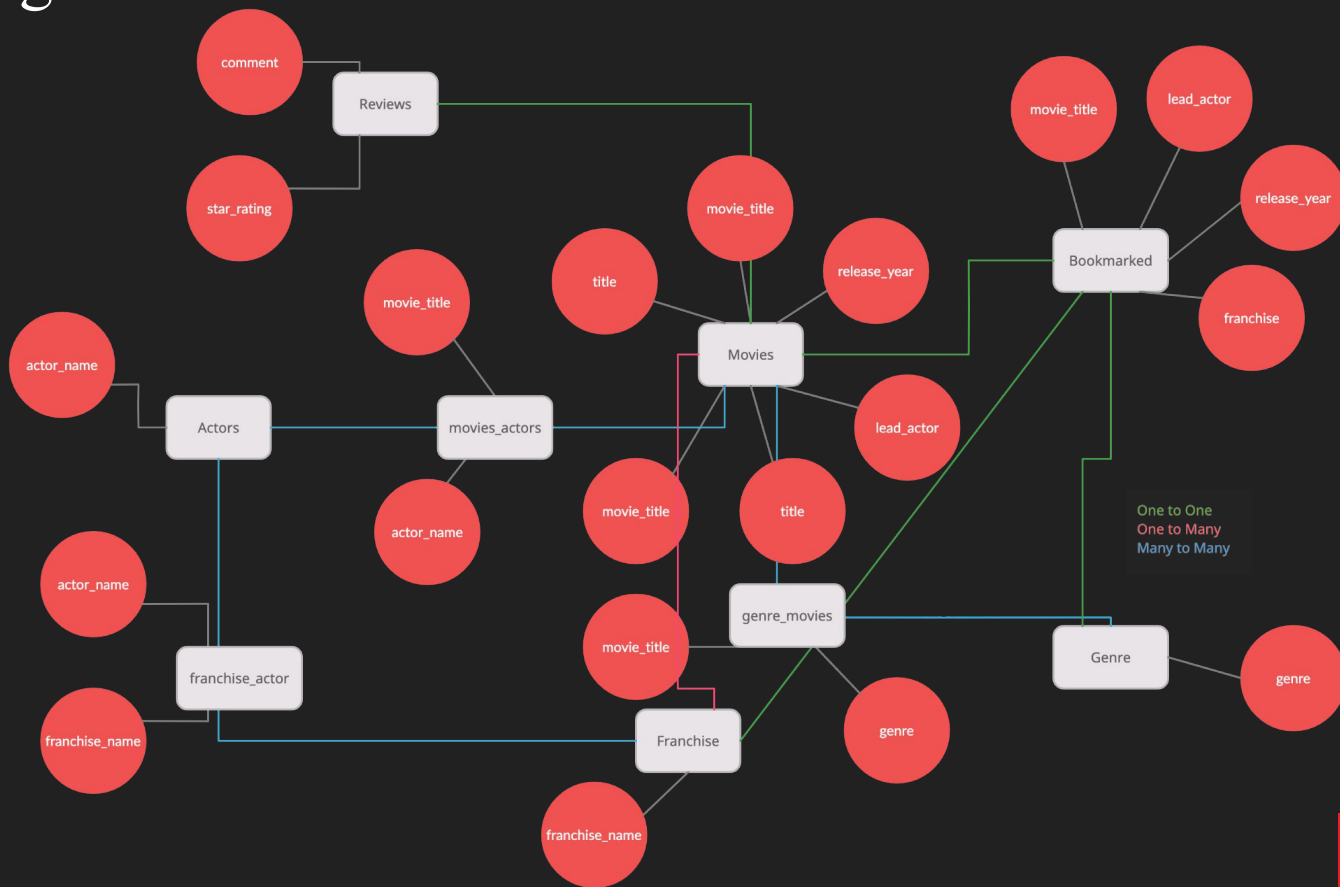 g
comment
Reviews
star_rating
movie_title
title
release_year
movie_title
lead_actor
release_year
Bookmarked
franchise
movie_title
Movies
actor_name
Actors
movies_actors
actor_name
lead_actor
movie_title
title
One to One
One to Many
Many to Many
actor_name
franchise_actor
franchise_name
movie_title
genre_movies
genre
Genre
genre
Franchise
franchise_name